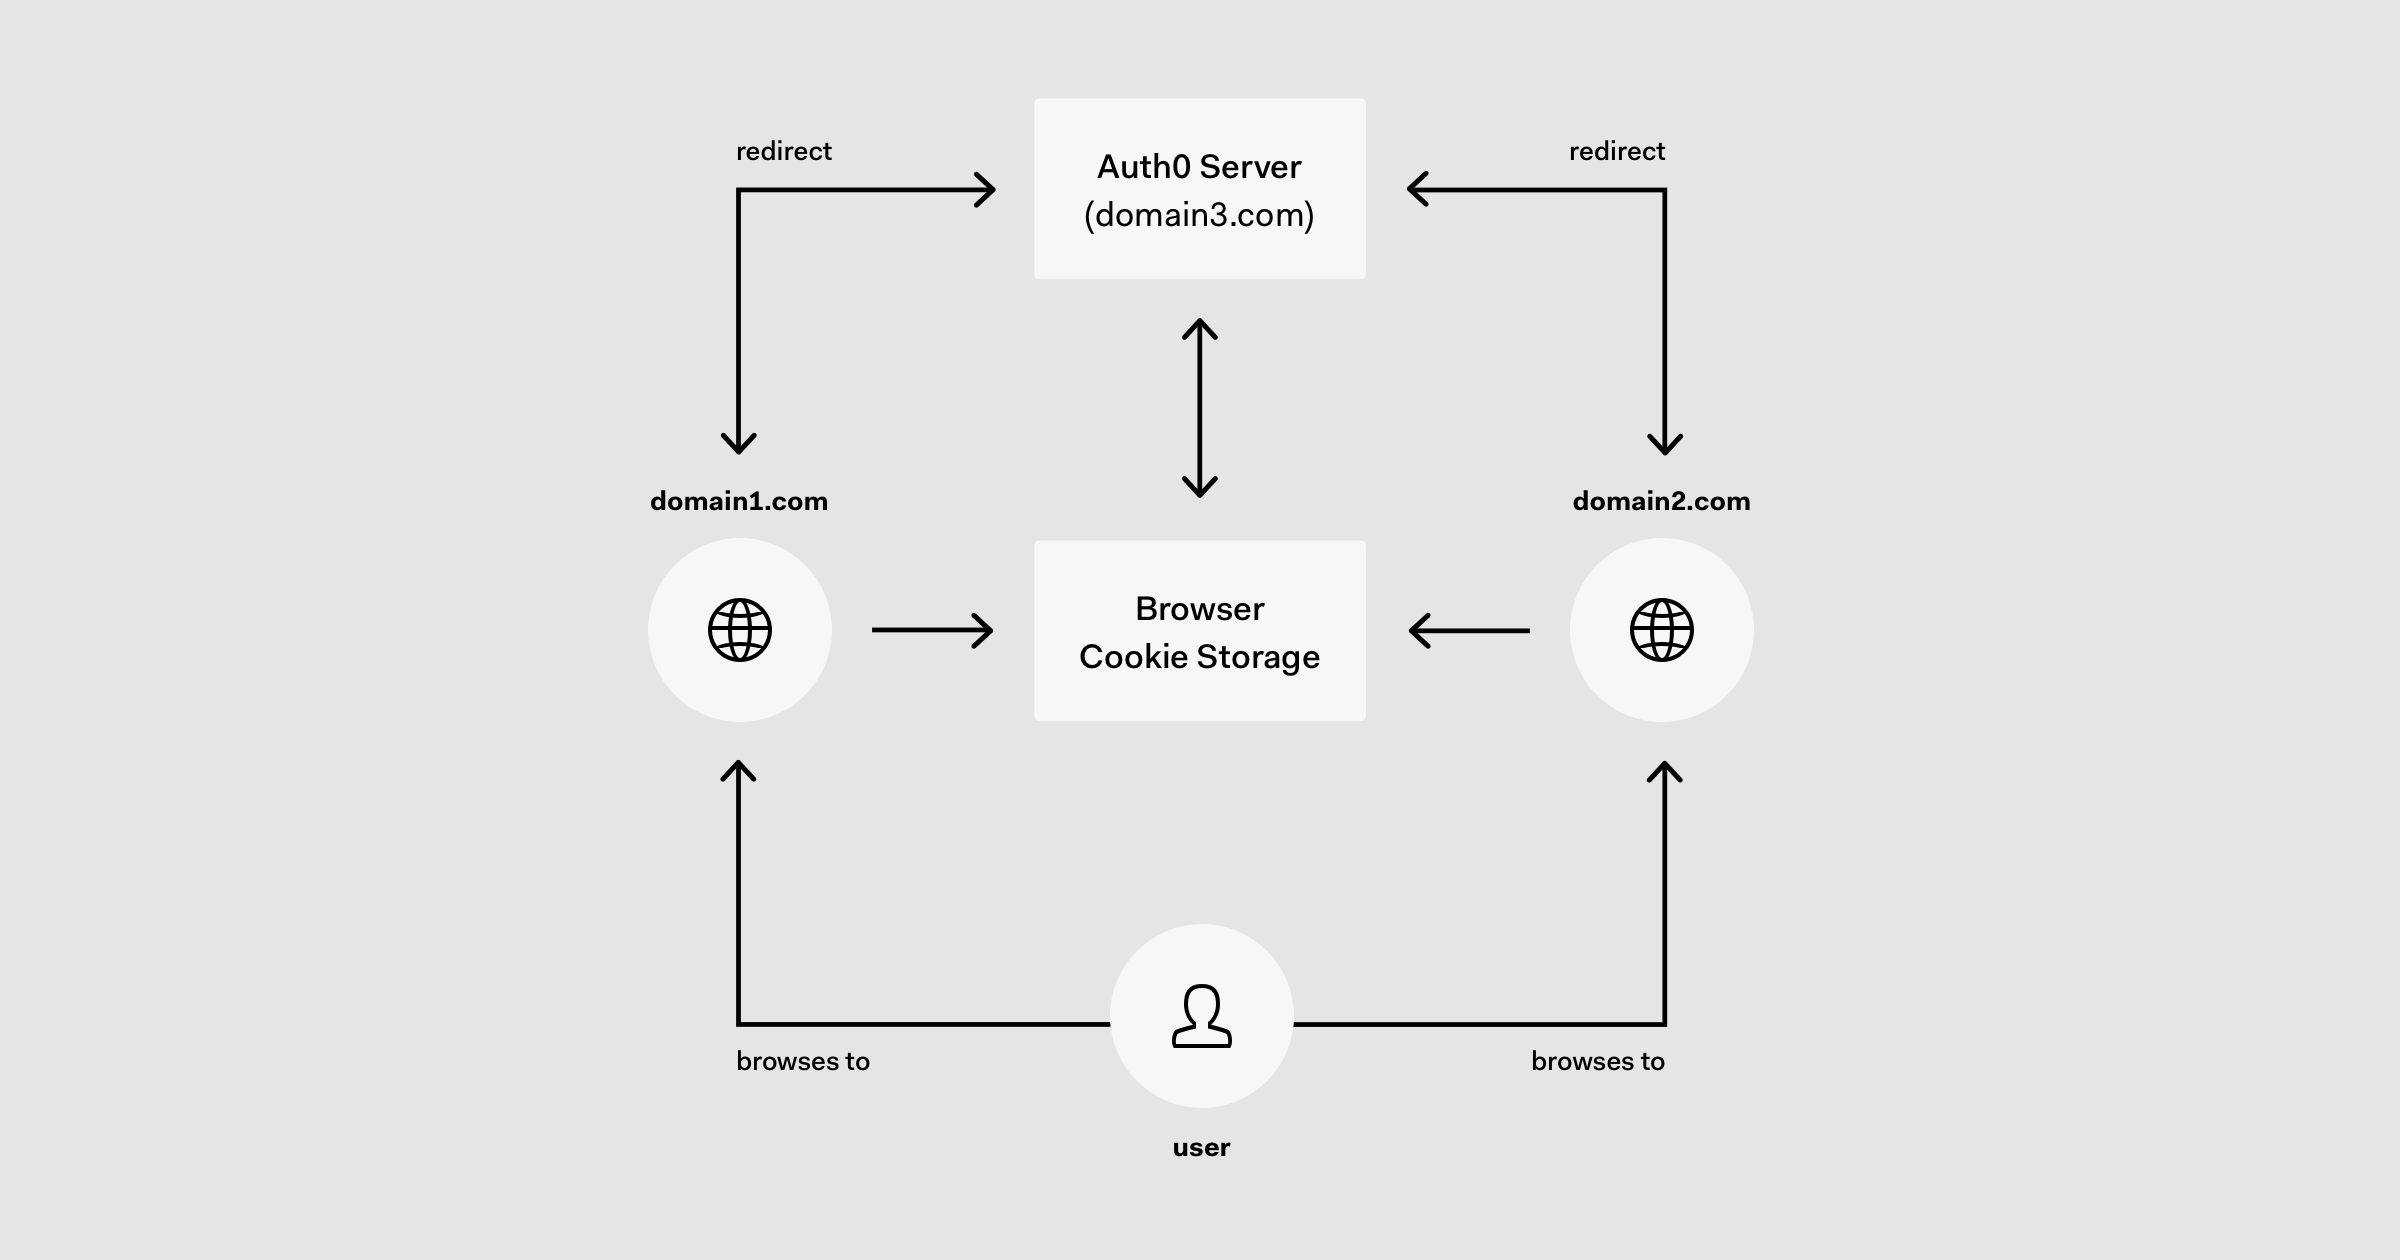 redirect
redirect
Auth0 Server
(domain3.com)
domain1.com
domain2.com
Browser
Cookie Storage
browses to
browses to
user